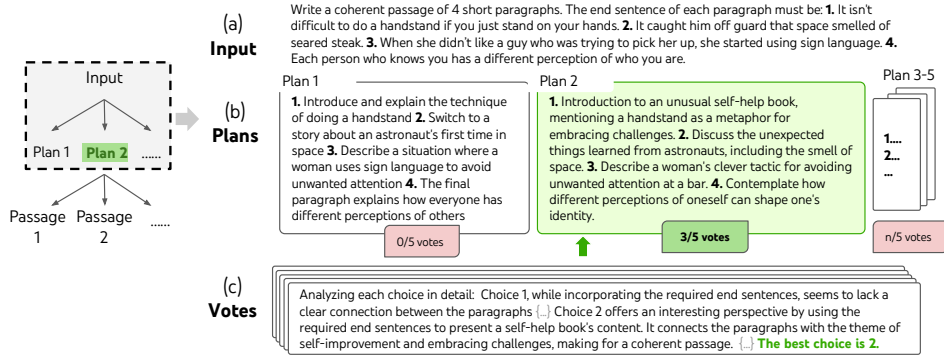 (a)
Input
Write a coherent passage of 4 short paragraphs. The end sentence of each paragraph must be: 1. It isn't
difficult to do a handstand if you just stand on your hands. 2. It caught him off guard that space smelled of
seared steak. 3. When she didn't like a guy who was trying to pick her up, she started using sign language. 4.
Each person who knows you has a different perception of who you are.
Input
Plan 1
Plan 2
......
Passage
1
Passage
2
......
(b)
Plans
Plan 1
1. Introduce and explain the technique
of doing a handstand 2. Switch to a
story about an astronaut's first time in
space 3. Describe a situation where a
woman uses sign language to avoid
unwanted attention 4. The final
paragraph explains how everyone has
different perceptions of others
0/5 votes
Plan 2
1. Introduction to an unusual self-help book,
mentioning a handstand as a metaphor for
embracing challenges. 2. Discuss the unexpected
things learned from astronauts, including the smell of
space. 3. Describe a woman's clever tactic for avoiding
unwanted attention at a bar. 4. Contemplate how
different perceptions of oneself can shape one's
identity.
3/5 votes
Plan 3-5
1....
2...
...
n/5 votes
(c)
Votes
Analyzing each choice in detail: Choice 1, while incorporating the required end sentences, seems to lack a
clear connection between the paragraphs {...} Choice 2 offers an interesting perspective by using the
required end sentences to present a self-help book's content. It connects the paragraphs with the theme of
self-improvement and embracing challenges, making for a coherent passage. {...} The best choice is 2.